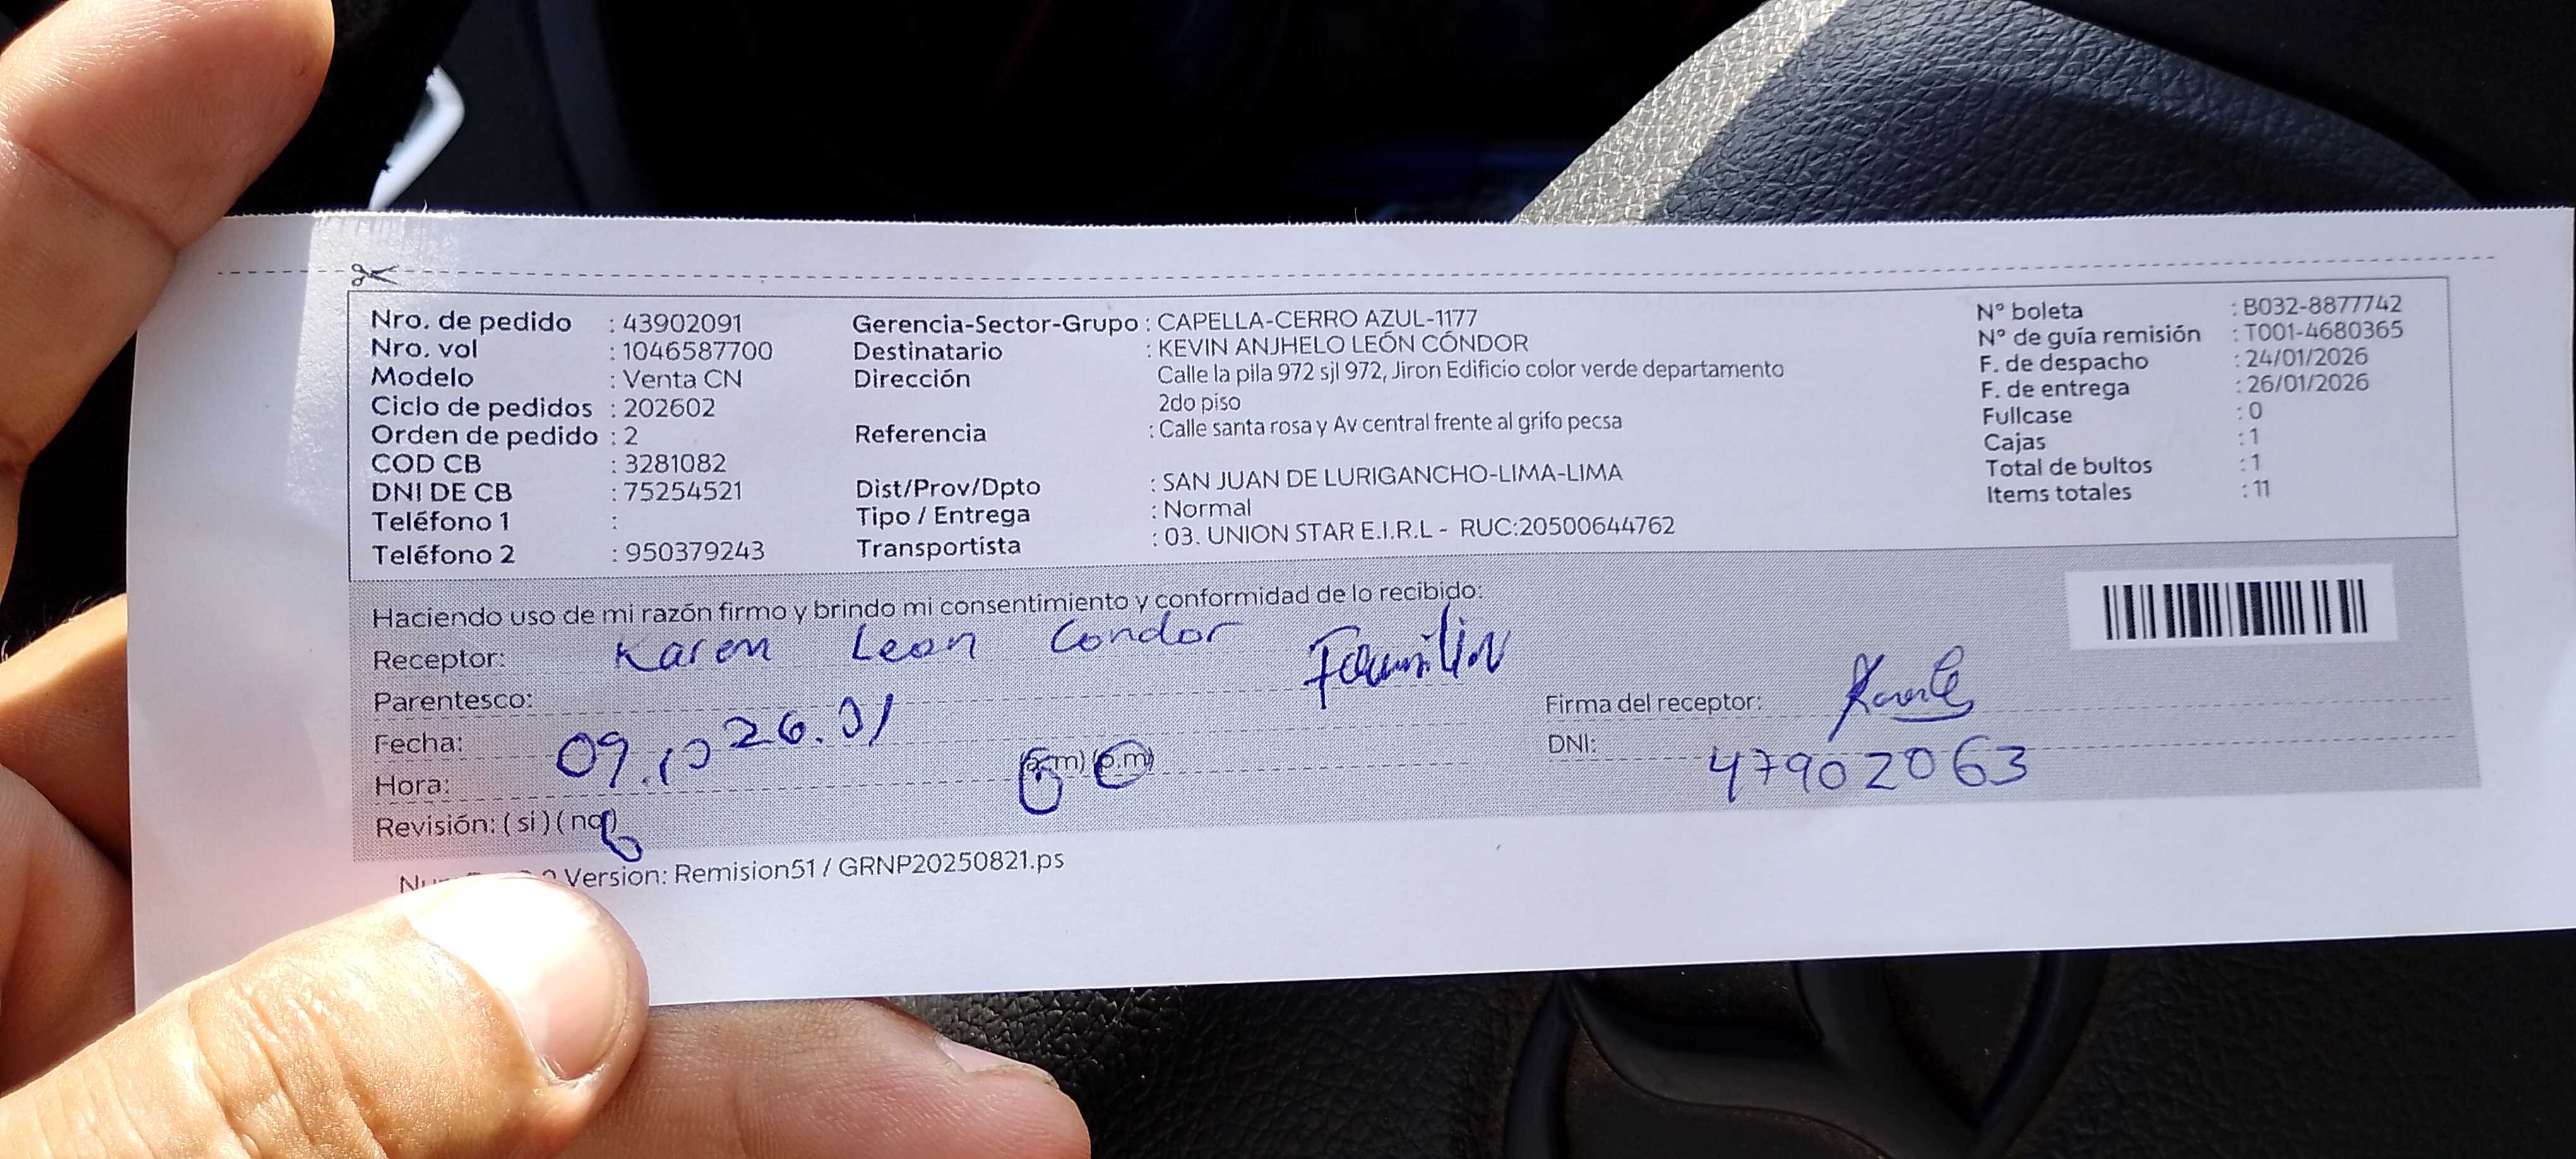 Nro. de pedido : 43902091
Nro. vol : 1046587700
Modelo : Venta CN
Ciclo de pedidos : 202602
Orden de pedido : 2
COD CB : 3281082
DNI DE CB : 75254521
Teléfono 1 :
Teléfono 2 : 950379243
Gerencia-Sector-Grupo : CAPELLA-CERRO AZUL-1177
Destinatario : KEVIN ANJHELO LEÓN CÓNDOR
Dirección Calle la pila 972 sjl 972, Jiron Edificio color verde departamento
2do piso
Referencia : Calle santa rosa y Av central frente al grifo pecsa
Dist/Prov/Dpto : SAN JUAN DE LURIGANCHO-LIMA-LIMA
Tipo / Entrega : Normal
Transportista : 03. UNION STAR E.I.R.L - RUC:20500644762
Nº boleta : B032-8877742
Nº de guía remisión : T001-4680365
F. de despacho : 24/01/2026
F. de entrega : 26/01/2026
Fullcase : 0
Cajas : 1
Total de bultos : 1
Items totales : 11
Haciendo uso de mi razón firmo y brindo mi consentimiento y conformidad de lo recibido:
Receptor: Karen Leon Condor
Parentesco:
Fecha: 26.01
Hora: 09.10 (a.m) (p.m)
Revisión: ( si ) ( no )
Firma del receptor:
DNI: 47902063
Version: Remision51 / GRNP20250821.ps